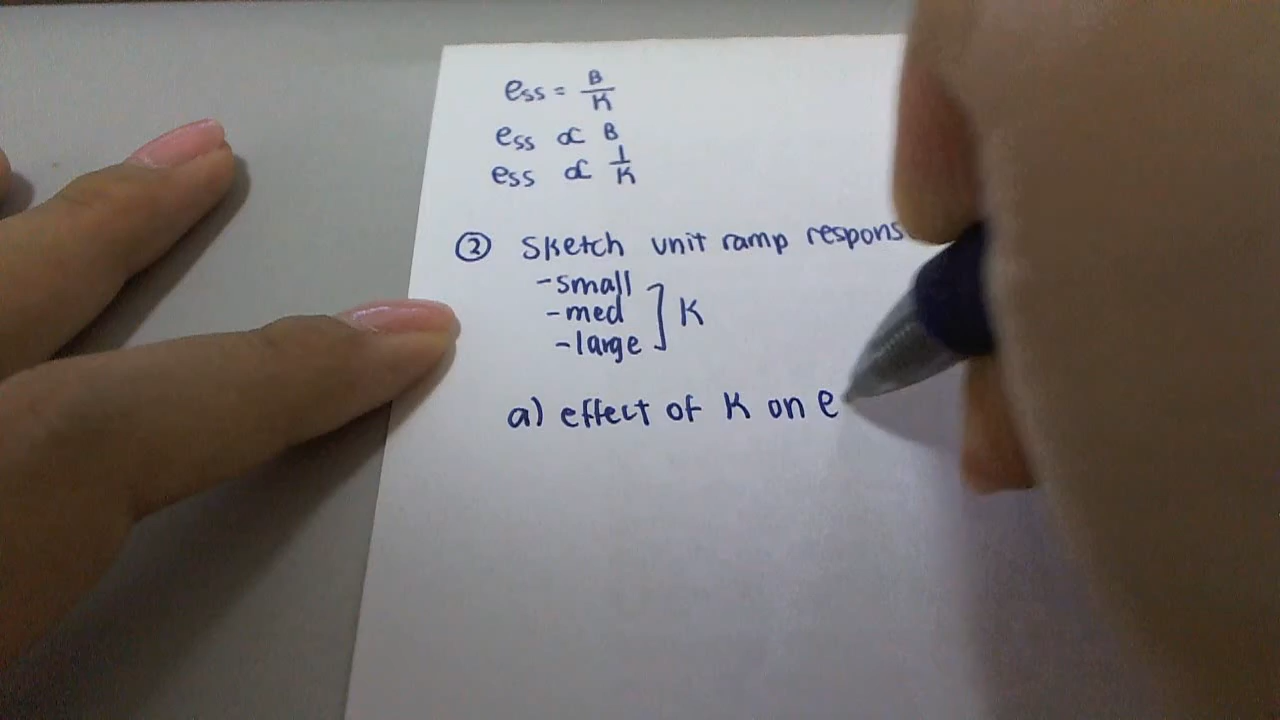 ess = B/K
ess ∝ B
ess ∝ 1/K
② Sketch unit ramp respons
-small
-med ] K
-large
a) effect of K on e